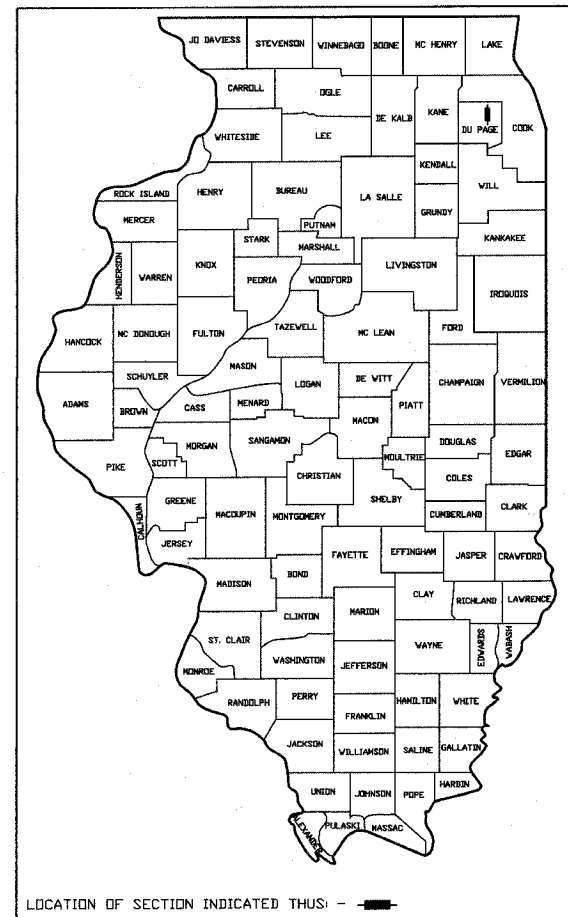 JO DAVIESS
STEVENSON
WINNEBAGO
BOONE
MC HENRY
LAKE
CARROLL
OGLE
DE KALB
KANE
DU PAGE
COOK
WHITESIDE
LEE
KENDALL
WILL
ROCK ISLAND
HENRY
BUREAU
LA SALLE
GRUNDY
MERCER
PUTNAM
STARK
MARSHALL
KANKAKEE
HENDERSON
WARREN
KNOX
PEORIA
WOODFORD
LIVINGSTON
IROQUOIS
HANCOCK
MC DONOUGH
FULTON
TAZEWELL
MC LEAN
FORD
MASON
SCHUYLER
LOGAN
DE WITT
CHAMPAIGN
VERMILION
ADAMS
BROWN
CASS
MENARD
PIATT
MACON
MORGAN
SANGAMON
DOUGLAS
EDGAR
PIKE
SCOTT
CHRISTIAN
MOULTRIE
COLES
SHELBY
CALHOUN
GREENE
MACOUPIN
MONTGOMERY
CUMBERLAND
CLARK
JERSEY
FAYETTE
EFFINGHAM
JASPER
CRAWFORD
MADISON
BOND
CLAY
RICHLAND
LAWRENCE
CLINTON
MARION
ST. CLAIR
WAYNE
EDWARDS
WABASH
WASHINGTON
JEFFERSON
MONROE
RANDOLPH
PERRY
HAMILTON
WHITE
FRANKLIN
JACKSON
WILLIAMSON
SALINE
GALLATIN
UNION
JOHNSON
POPE
HARDIN
ALEXANDER
PULASKI
MASSAC
LOCATION OF SECTION INDICATED THUS: -